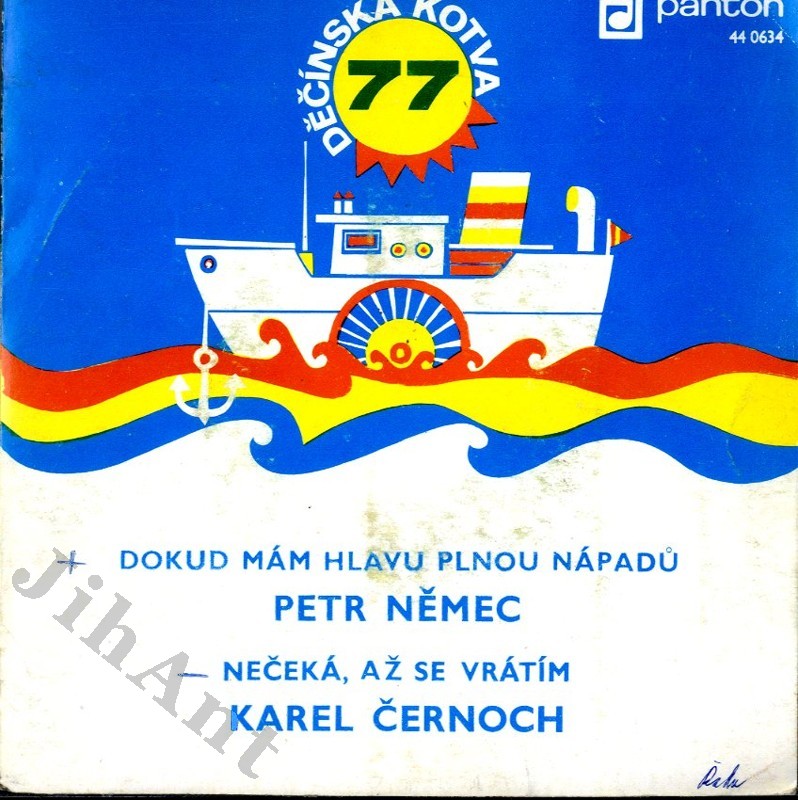 DĚČÍNSKÁ KOTVA
77
panton
44 0634
+ DOKUD MÁM HLAVU PLNOU NÁPADŮ
PETR NĚMEC
– NEČEKÁ, AŽ SE VRÁTÍM
KAREL ČERNOCH
JihAnt